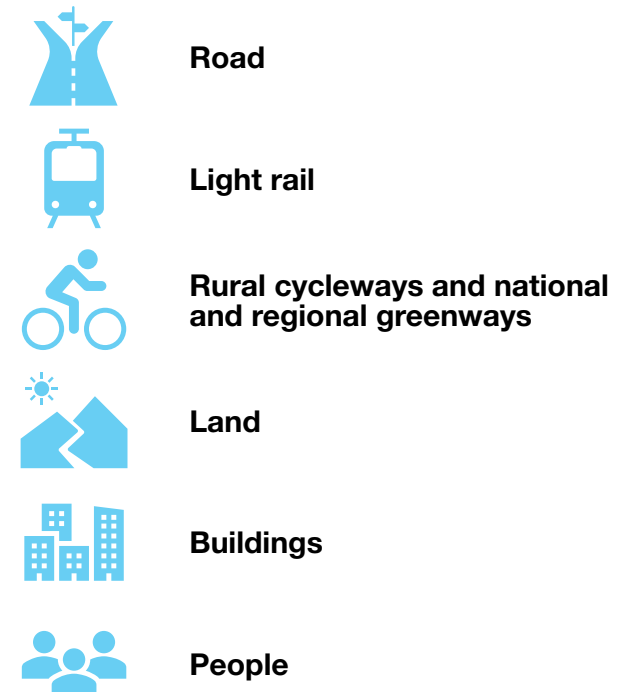 Road
Light rail
Rural cycleways and national
and regional greenways
Land
Buildings
People